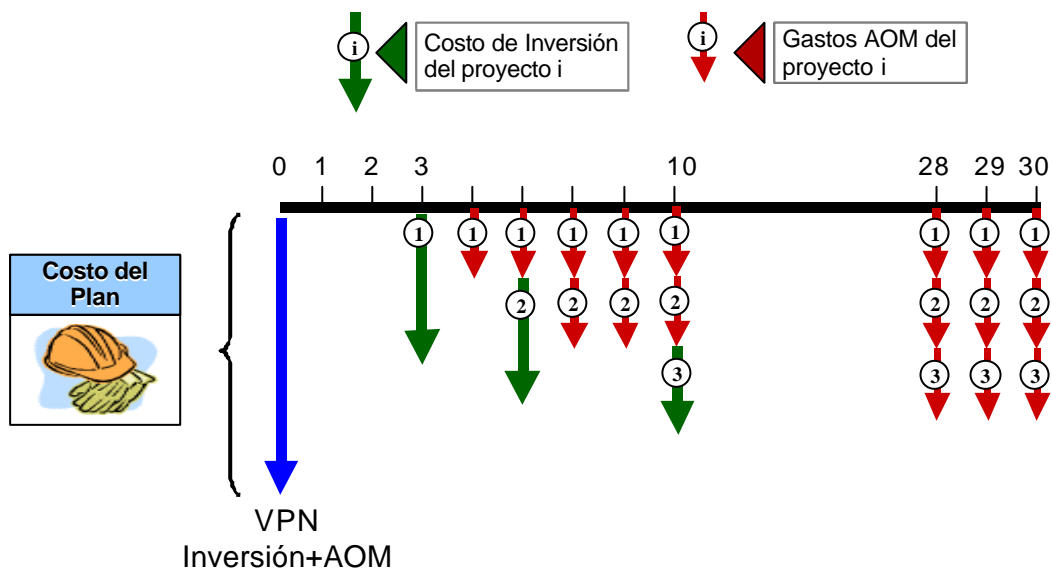 i
Costo de Inversión
del proyecto i
i
Gastos AOM del
proyecto i
0 1 2 3 10 28 29 30
1 1 1 1 1 1 1 1 1
2 2 2 2 2 2 2
3 3 3 3
Costo del
Plan
VPN
Inversión+AOM